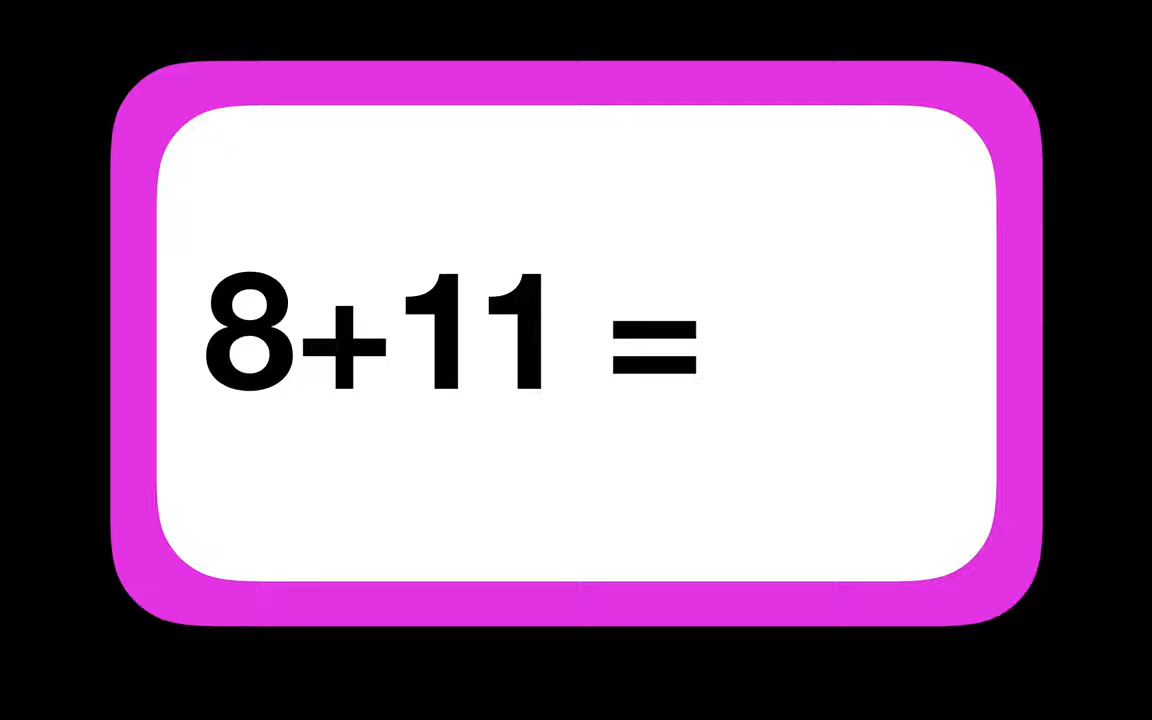 8+11 =